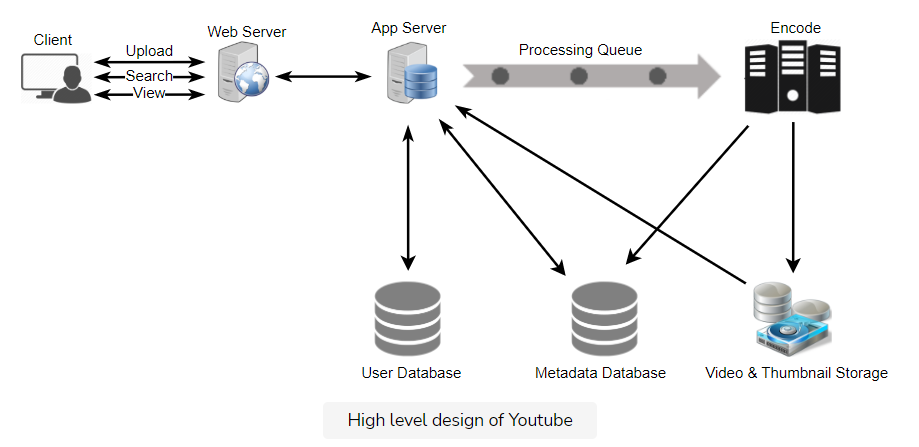 Client
Web Server
App Server
Processing Queue
Encode
Upload
Search
View
User Database
Metadata Database
Video & Thumbnail Storage
High level design of Youtube